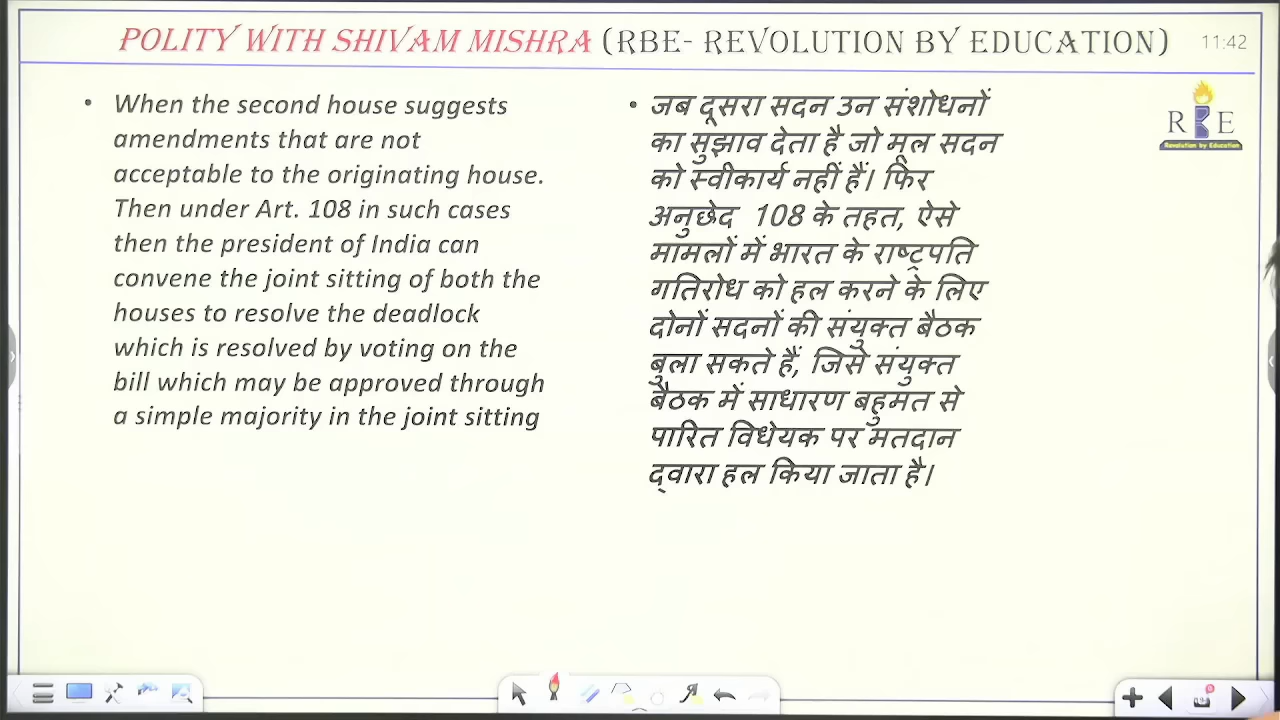 POLITY WITH SHIVAM MISHRA (RBE- REVOLUTION BY EDUCATION)
11:42
• When the second house suggests
amendments that are not
acceptable to the originating house.
Then under Art. 108 in such cases
then the president of India can
convene the joint sitting of both the
houses to resolve the deadlock
which is resolved by voting on the
bill which may be approved through
a simple majority in the joint sitting
• जब दूसरा सदन उन संशोधनों
का सुझाव देता है जो मूल सदन
को स्वीकार्य नहीं हैं। फिर
अनुछेद 108 के तहत, ऐसे
मामलों में भारत के राष्ट्रपति
गतिरोध को हल करने के लिए
दोनों सदनों की संयुक्त बैठक
बुला सकते हैं, जिसे संयुक्त
बैठक में साधारण बहुमत से
पारित विधेयक पर मतदान
द्वारा हल किया जाता है।
RBE
Revolution by Education